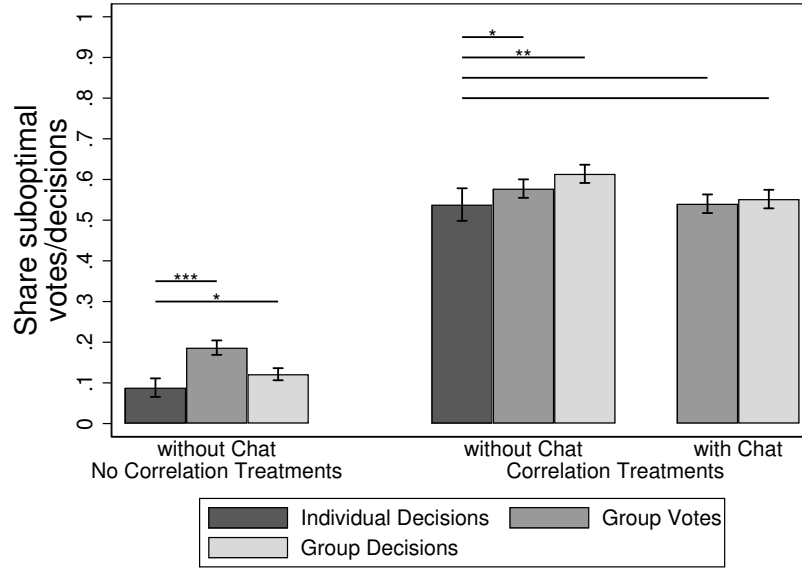 Share suboptimal
votes/decisions
1
.9
.8
.7
.6
.5
.4
.3
.2
.1
0
*
**
***
*
without Chat
without Chat
with Chat
No Correlation Treatments
Correlation Treatments
Individual Decisions
Group Votes
Group Decisions